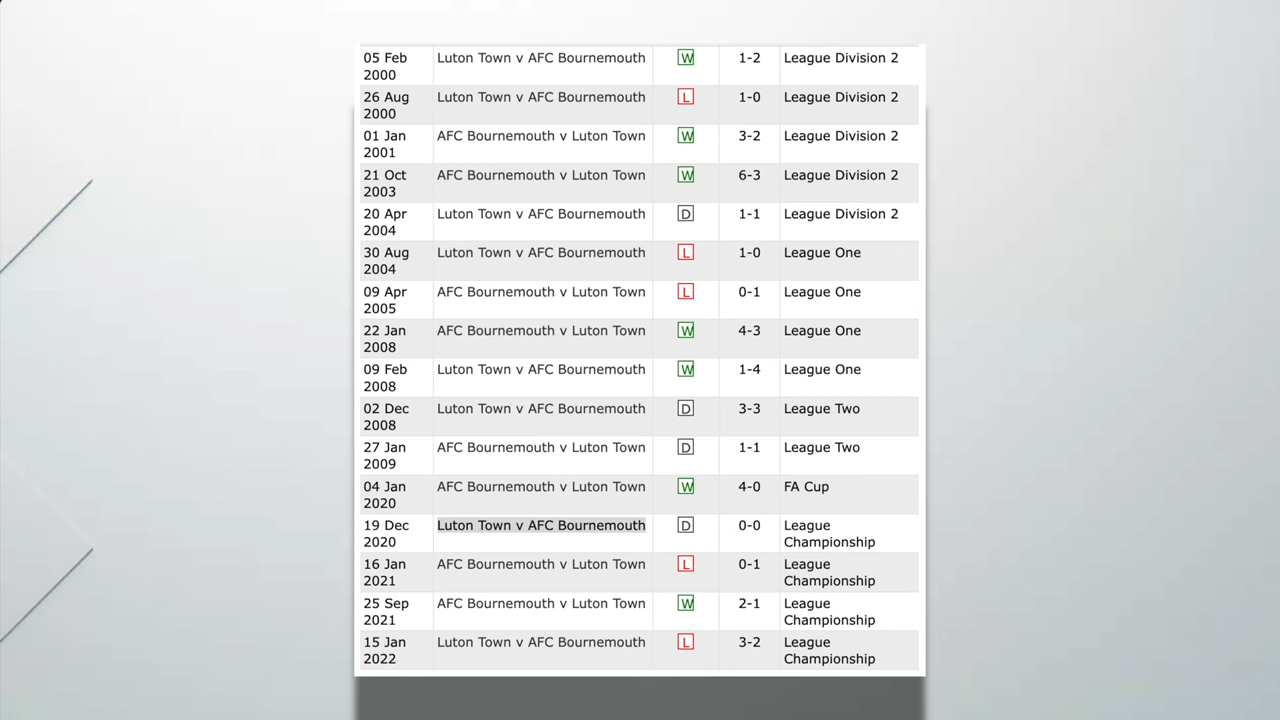 05 Feb Luton Town v AFC Bournemouth W 1-2 League Division 2
2000
26 Aug Luton Town v AFC Bournemouth L 1-0 League Division 2
2000
01 Jan AFC Bournemouth v Luton Town W 3-2 League Division 2
2001
21 Oct AFC Bournemouth v Luton Town W 6-3 League Division 2
2003
20 Apr Luton Town v AFC Bournemouth D 1-1 League Division 2
2004
30 Aug Luton Town v AFC Bournemouth L 1-0 League One
2004
09 Apr AFC Bournemouth v Luton Town L 0-1 League One
2005
22 Jan AFC Bournemouth v Luton Town W 4-3 League One
2008
09 Feb Luton Town v AFC Bournemouth W 1-4 League One
2008
02 Dec Luton Town v AFC Bournemouth D 3-3 League Two
2008
27 Jan AFC Bournemouth v Luton Town D 1-1 League Two
2009
04 Jan AFC Bournemouth v Luton Town W 4-0 FA Cup
2020
19 Dec Luton Town v AFC Bournemouth D 0-0 League
2020 Championship
16 Jan AFC Bournemouth v Luton Town L 0-1 League
2021 Championship
25 Sep AFC Bournemouth v Luton Town W 2-1 League
2021 Championship
15 Jan Luton Town v AFC Bournemouth L 3-2 League
2022 Championship